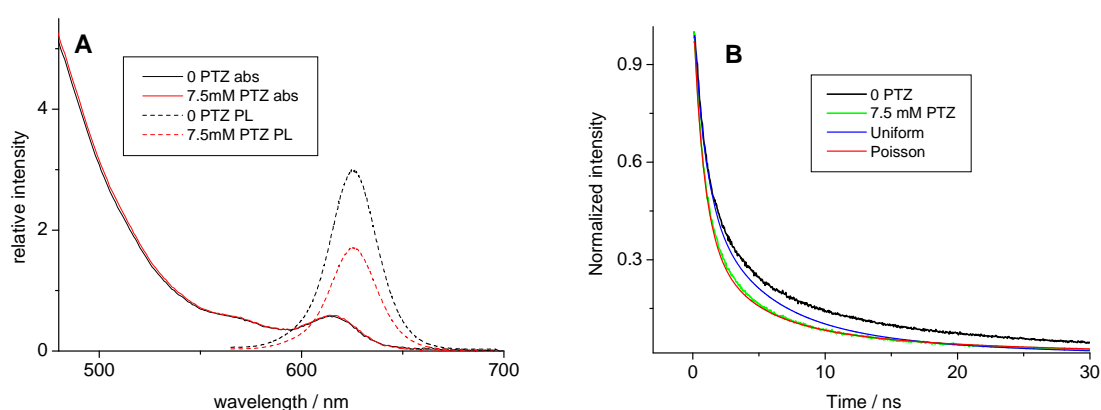 A
0 PTZ abs
7.5mM PTZ abs
0 PTZ PL
7.5mM PTZ PL
relative intensity
4
2
0
500
600
700
wavelength / nm
B
0 PTZ
7.5 mM PTZ
Uniform
Poisson
Normalized intensity
0.9
0.6
0.3
0
10
20
30
Time / ns